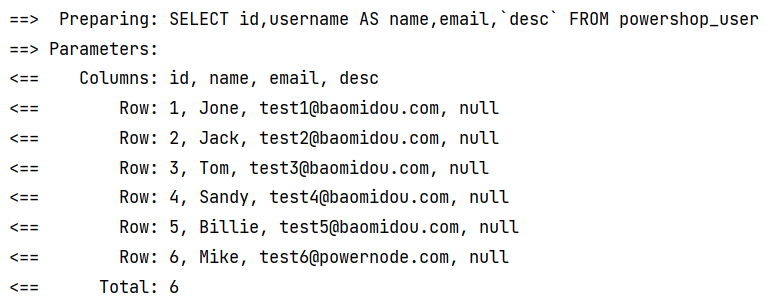 ==>  Preparing: SELECT id,username AS name,email,`desc` FROM powershop_user
==> Parameters:
<==    Columns: id, name, email, desc
<==        Row: 1, Jone, test1@baomidou.com, null
<==        Row: 2, Jack, test2@baomidou.com, null
<==        Row: 3, Tom, test3@baomidou.com, null
<==        Row: 4, Sandy, test4@baomidou.com, null
<==        Row: 5, Billie, test5@baomidou.com, null
<==        Row: 6, Mike, test6@powernode.com, null
<==      Total: 6